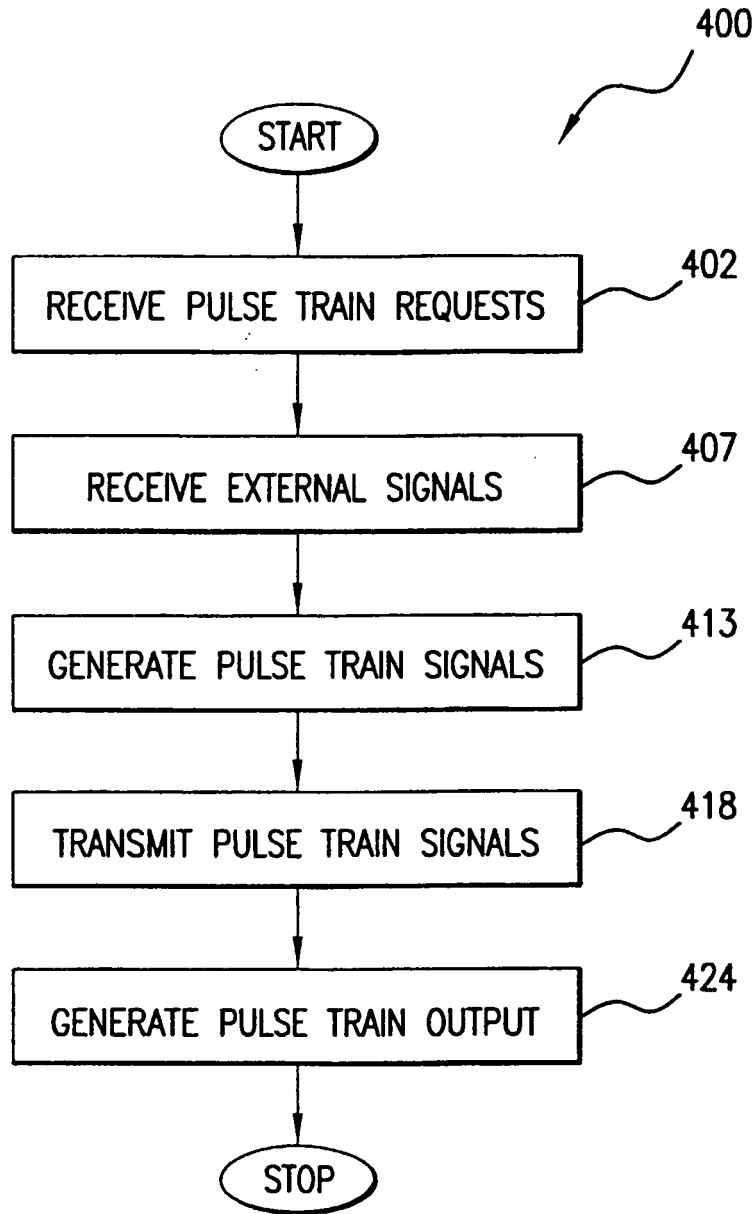 400
START
RECEIVE PULSE TRAIN REQUESTS
402
RECEIVE EXTERNAL SIGNALS
407
GENERATE PULSE TRAIN SIGNALS
413
TRANSMIT PULSE TRAIN SIGNALS
418
GENERATE PULSE TRAIN OUTPUT
424
STOP